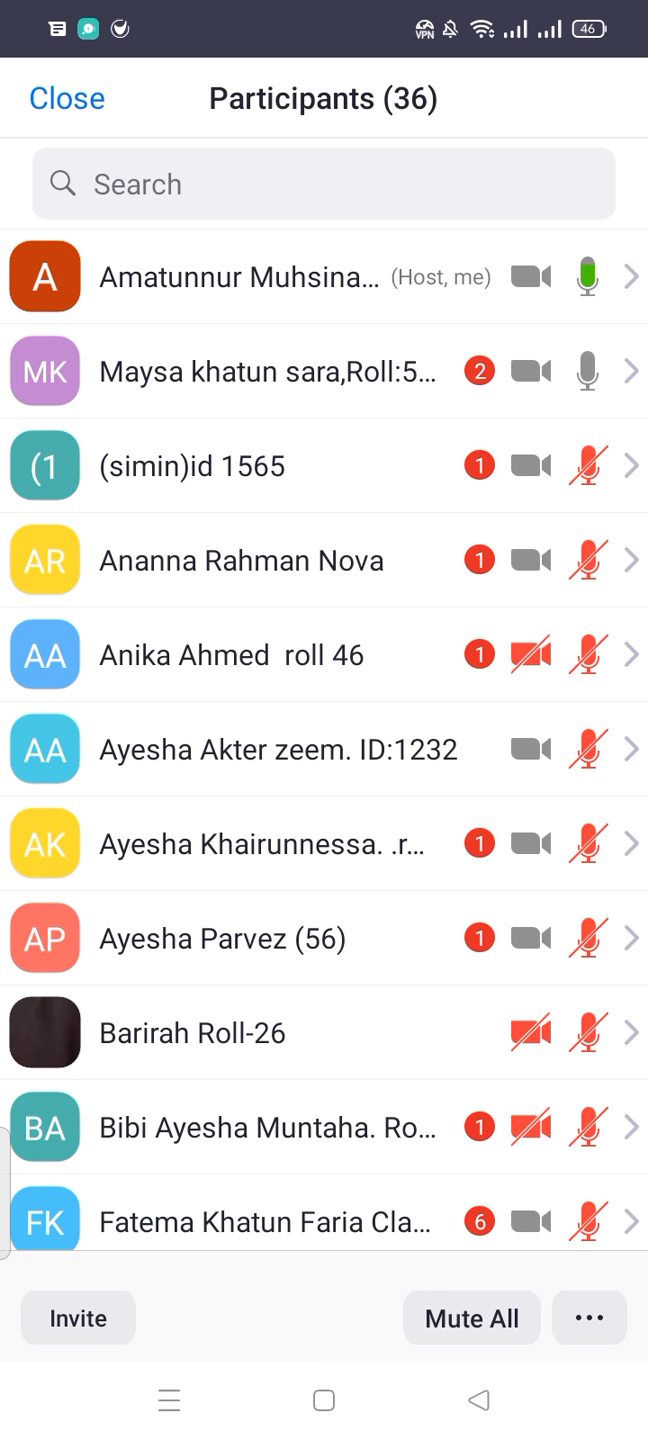 VPN 46
Close Participants (36)
Search
A Amatunnur Muhsina... (Host, me)
MK Maysa khatun sara,Roll:5... 2
(1 (simin)id 1565 1
AR Ananna Rahman Nova 1
AA Anika Ahmed  roll 46 1
AA Ayesha Akter zeem. ID:1232
AK Ayesha Khairunnessa. .r... 1
AP Ayesha Parvez (56) 1
Barirah Roll-26
BA Bibi Ayesha Muntaha. Ro... 1
FK Fatema Khatun Faria Cla... 6
Invite Mute All ...